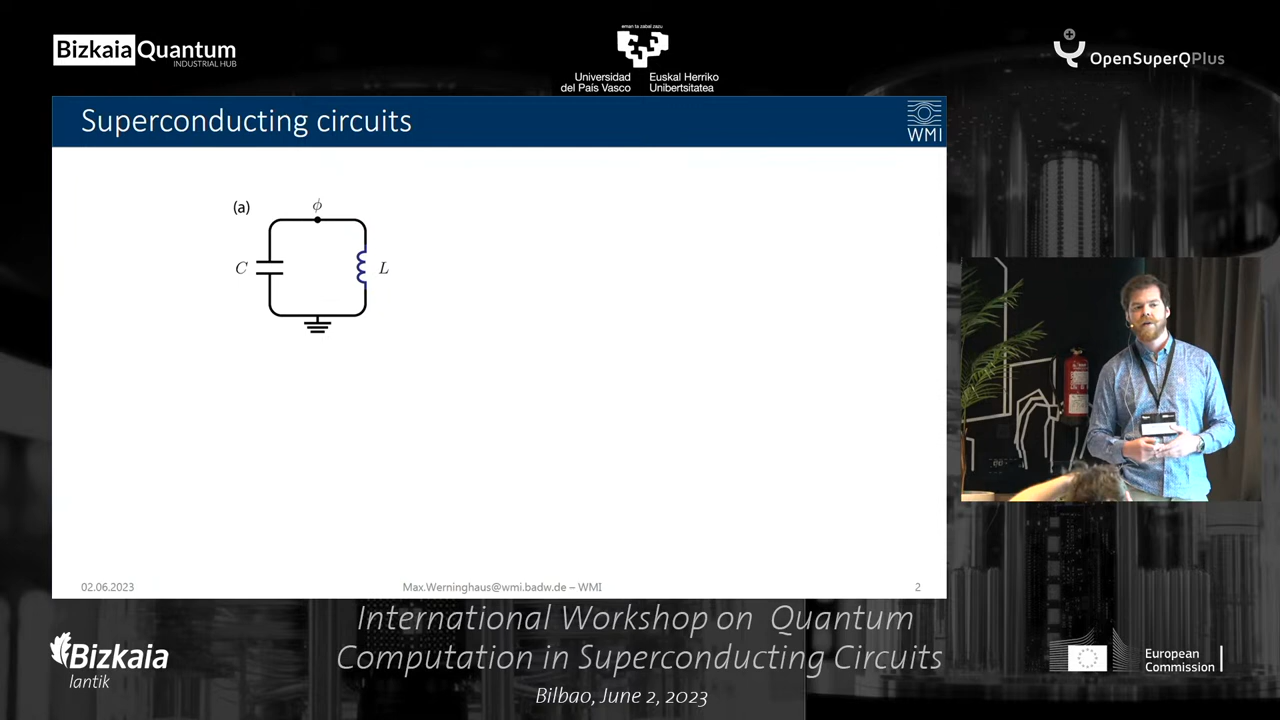 Bizkaia Quantum
INDUSTRIAL HUB
eman ta zabal zazu
Universidad
del País Vasco
Euskal Herriko
Unibertsitatea
OpenSuperQPlus
Superconducting circuits
WMI
(a)
ϕ
C
L
02.06.2023
Max.Werninghaus@wmi.badw.de – WMI
2
International Workshop on Quantum
Computation in Superconducting Circuits
Bilbao, June 2, 2023
Bizkaia
lantik
European
Commission